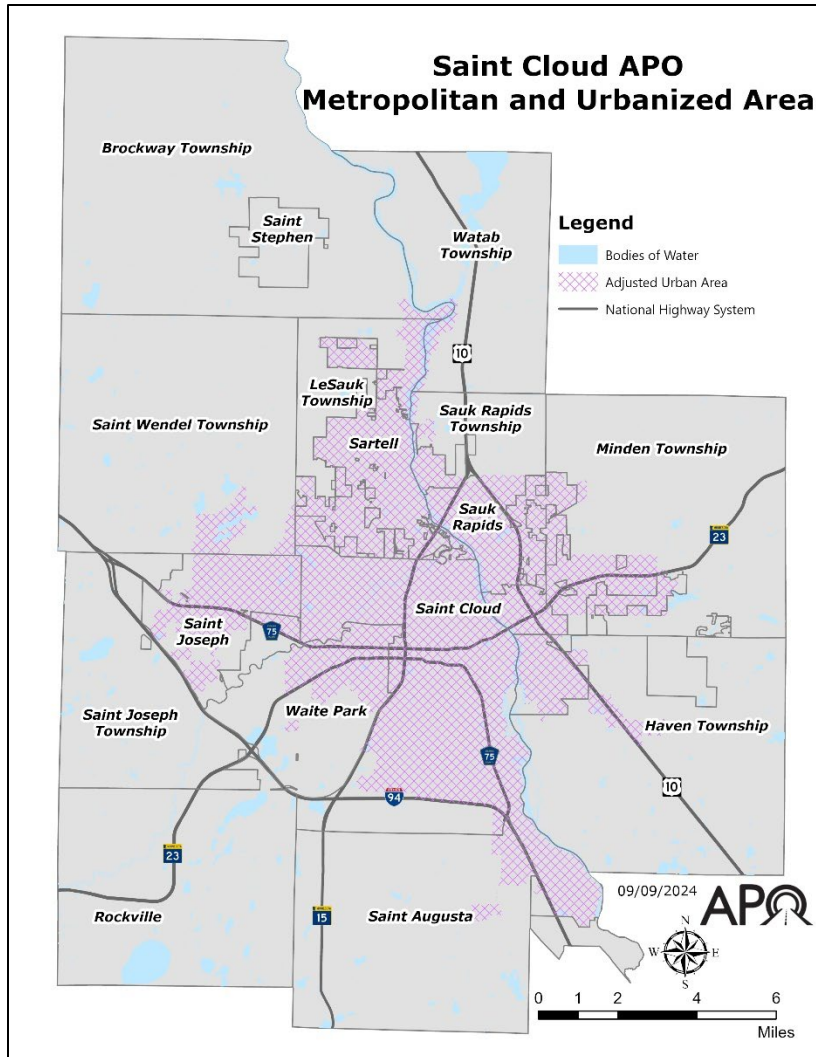 Saint Cloud APO
Metropolitan and Urbanized Area
Brockway Township
Saint
Stephen
Watab
Township
Legend
Bodies of Water
Adjusted Urban Area
National Highway System
10
LeSauk
Township
Sauk Rapids
Township
Saint Wendel Township
Sartell
Minden Township
Sauk
Rapids
23
Saint Cloud
Saint
Joseph
75
Saint Joseph
Township
Waite Park
Haven Township
75
10
94
23
15
Rockville
Saint Augusta
09/09/2024
APO
N
W
E
S
0 1 2 4 6
Miles